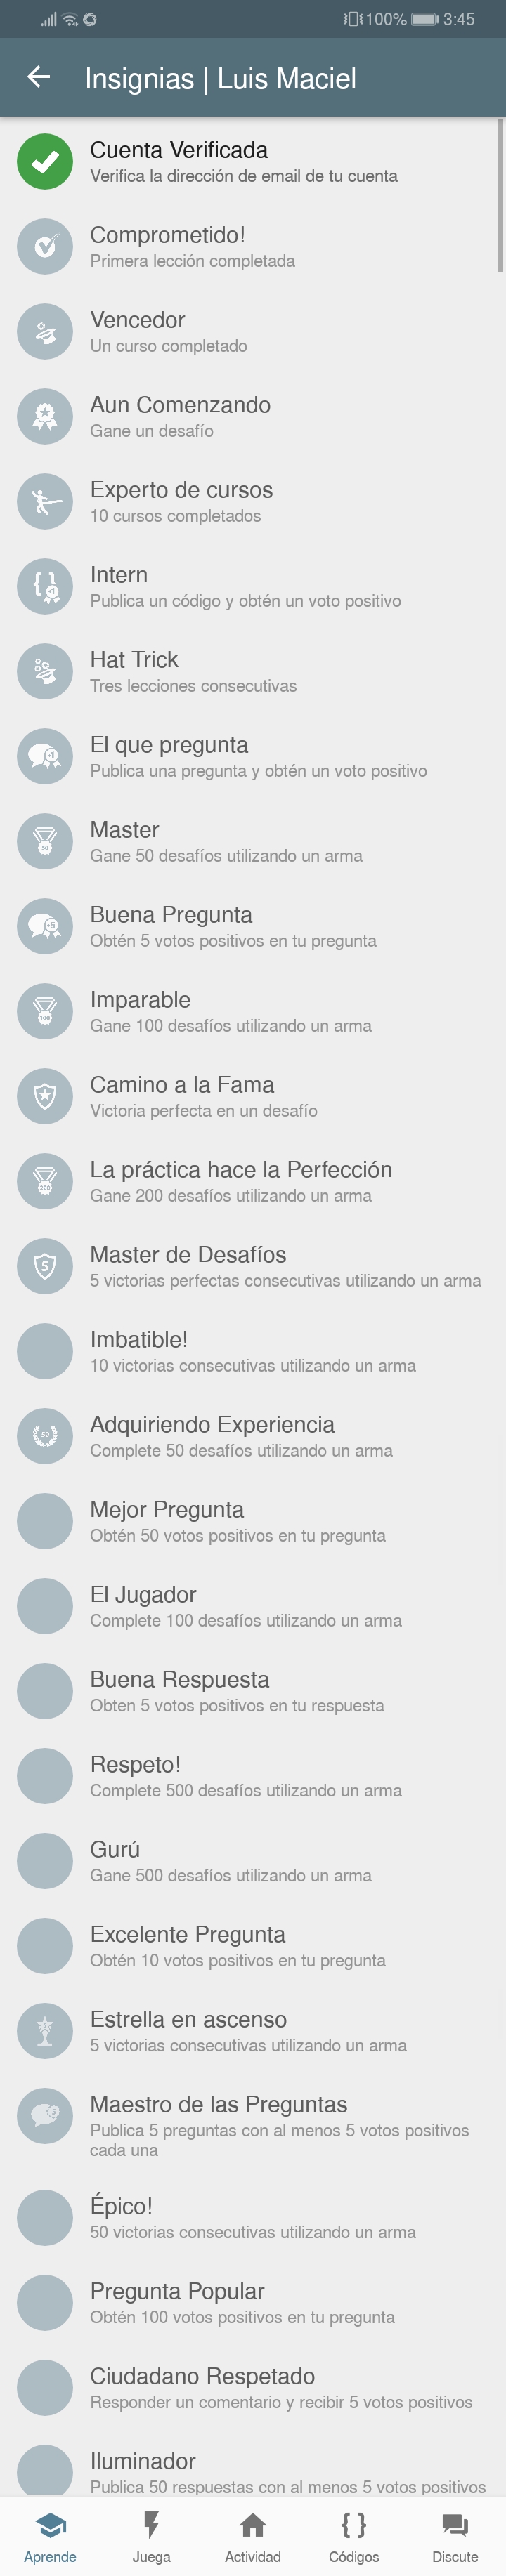 100% 3:45
Insignias | Luis Maciel
Cuenta Verificada
Verifica la dirección de email de tu cuenta
Comprometido!
Primera lección completada
Vencedor
Un curso completado
Aun Comenzando
Gane un desafío
Experto de cursos
10 cursos completados
Intern
Publica un código y obtén un voto positivo
Hat Trick
Tres lecciones consecutivas
El que pregunta
Publica una pregunta y obtén un voto positivo
Master
Gane 50 desafíos utilizando un arma
Buena Pregunta
Obtén 5 votos positivos en tu pregunta
Imparable
Gane 100 desafíos utilizando un arma
Camino a la Fama
Victoria perfecta en un desafío
La práctica hace la Perfección
Gane 200 desafíos utilizando un arma
Master de Desafíos
5 victorias perfectas consecutivas utilizando un arma
Imbatible!
10 victorias consecutivas utilizando un arma
Adquiriendo Experiencia
Complete 50 desafíos utilizando un arma
Mejor Pregunta
Obtén 50 votos positivos en tu pregunta
El Jugador
Complete 100 desafíos utilizando un arma
Buena Respuesta
Obten 5 votos positivos en tu respuesta
Respeto!
Complete 500 desafíos utilizando un arma
Gurú
Gane 500 desafíos utilizando un arma
Excelente Pregunta
Obtén 10 votos positivos en tu pregunta
Estrella en ascenso
5 victorias consecutivas utilizando un arma
Maestro de las Preguntas
Publica 5 preguntas con al menos 5 votos positivos
cada una
Épico!
50 victorias consecutivas utilizando un arma
Pregunta Popular
Obtén 100 votos positivos en tu pregunta
Ciudadano Respetado
Responder un comentario y recibir 5 votos positivos
Iluminador
Publica 50 respuestas con al menos 5 votos positivos
Aprende Juega Actividad Códigos Discute